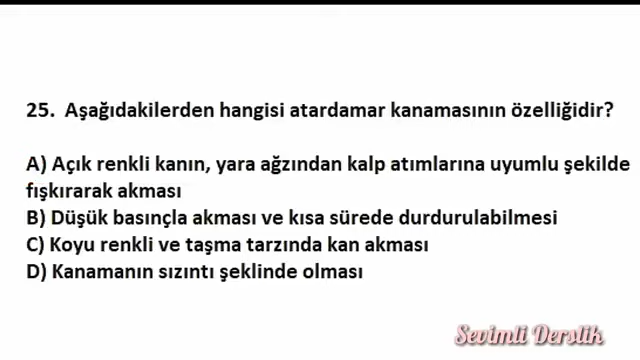 25. Aşağıdakilerden hangisi atardamar kanamasının özelliğidir?
A) Açık renkli kanın, yara ağzından kalp atımlarına uyumlu şekilde
fışkırarak akması
B) Düşük basınçla akması ve kısa sürede durdurulabilmesi
C) Koyu renkli ve taşma tarzında kan akması
D) Kanamanın sızıntı şeklinde olması
Sevimli Derslik